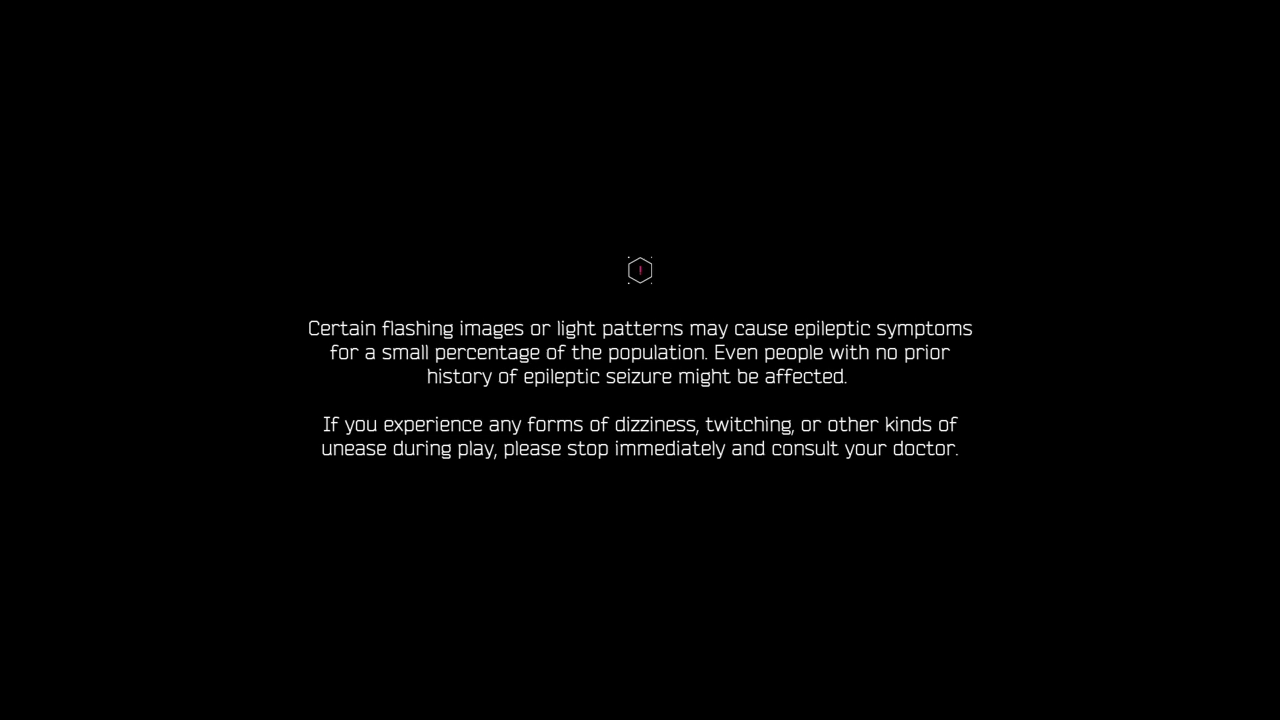 !
Certain flashing images or light patterns may cause epileptic symptoms
for a small percentage of the population. Even people with no prior
history of epileptic seizure might be affected.
If you experience any forms of dizziness, twitching, or other kinds of
unease during play, please stop immediately and consult your doctor.